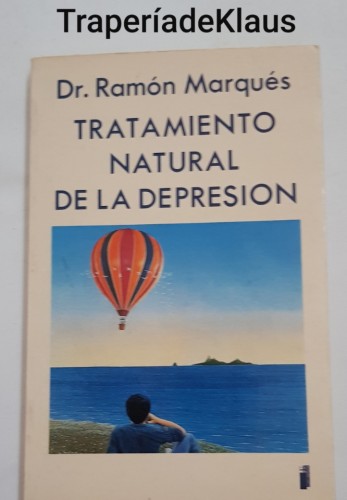 TraperíadeKlaus
Dr. Ramón Marqués
TRATAMIENTO
NATURAL
DE LA DEPRESION